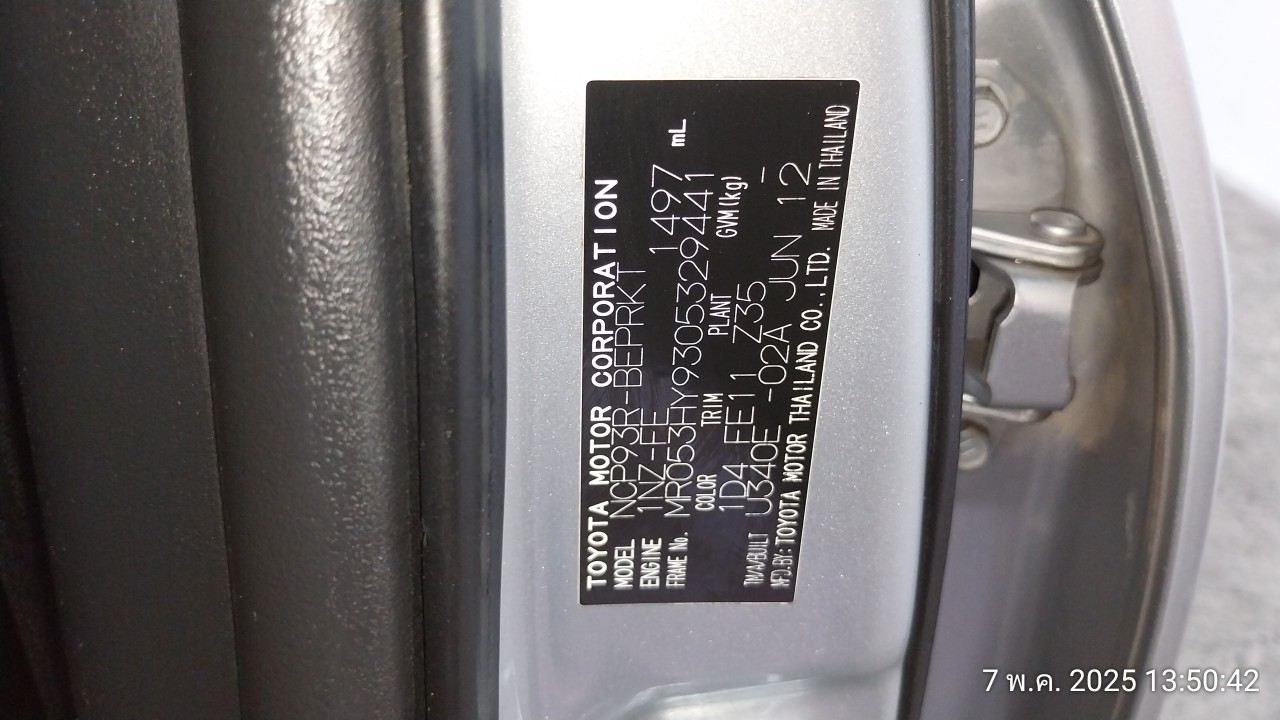 TOYOTA MOTOR CORPORATION
MODEL NCP93R-BEPRKT
ENGINE 1NZ-FE 1497 mL
FRAME No. MR053HY9305329441
COLOR TRIM PLANT GVM(kg)
1D4 FE11 Z35 -
TM/A/BUILT U340E -02A JUN 12
MFD.BY:TOYOTA MOTOR THAILAND CO.,LTD. MADE IN THAILAND
7 พ.ค. 2025 13:50:42